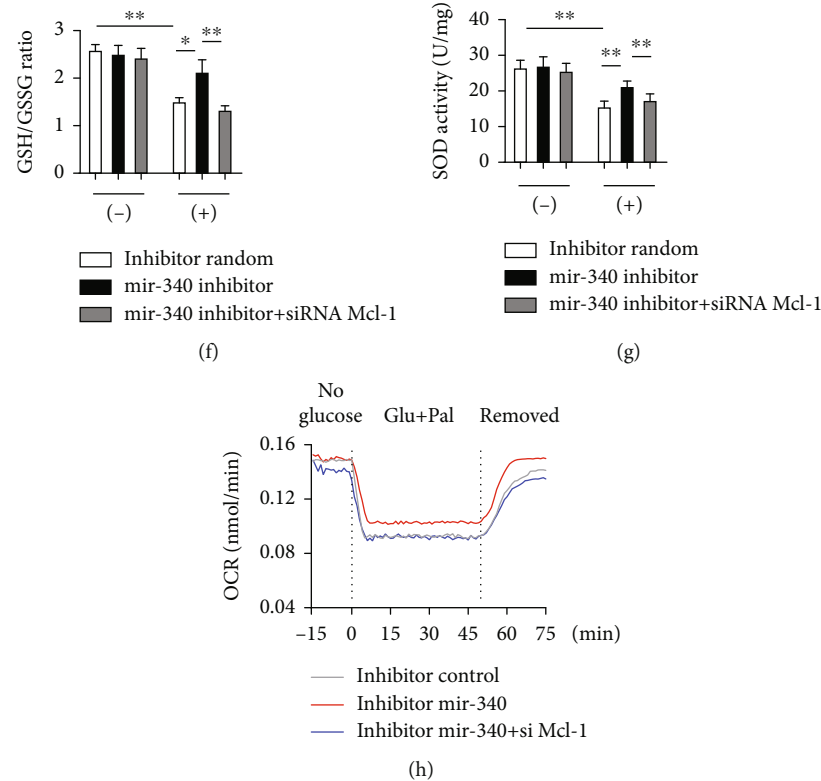 **
* **
3
2
1
0
GSH/GSSG ratio
(–) (+)
Inhibitor random
mir-340 inhibitor
mir-340 inhibitor+siRNA Mcl-1
(f)
**
** **
40
30
20
10
0
SOD activity (U/mg)
(–) (+)
Inhibitor random
mir-340 inhibitor
mir-340 inhibitor+siRNA Mcl-1
(g)
No
glucose Glu+Pal Removed
0.16
0.12
0.08
0.04
OCR (nmol/min)
–15 0 15 30 45 60 75 (min)
Inhibitor control
Inhibitor mir-340
Inhibitor mir-340+si Mcl-1
(h)